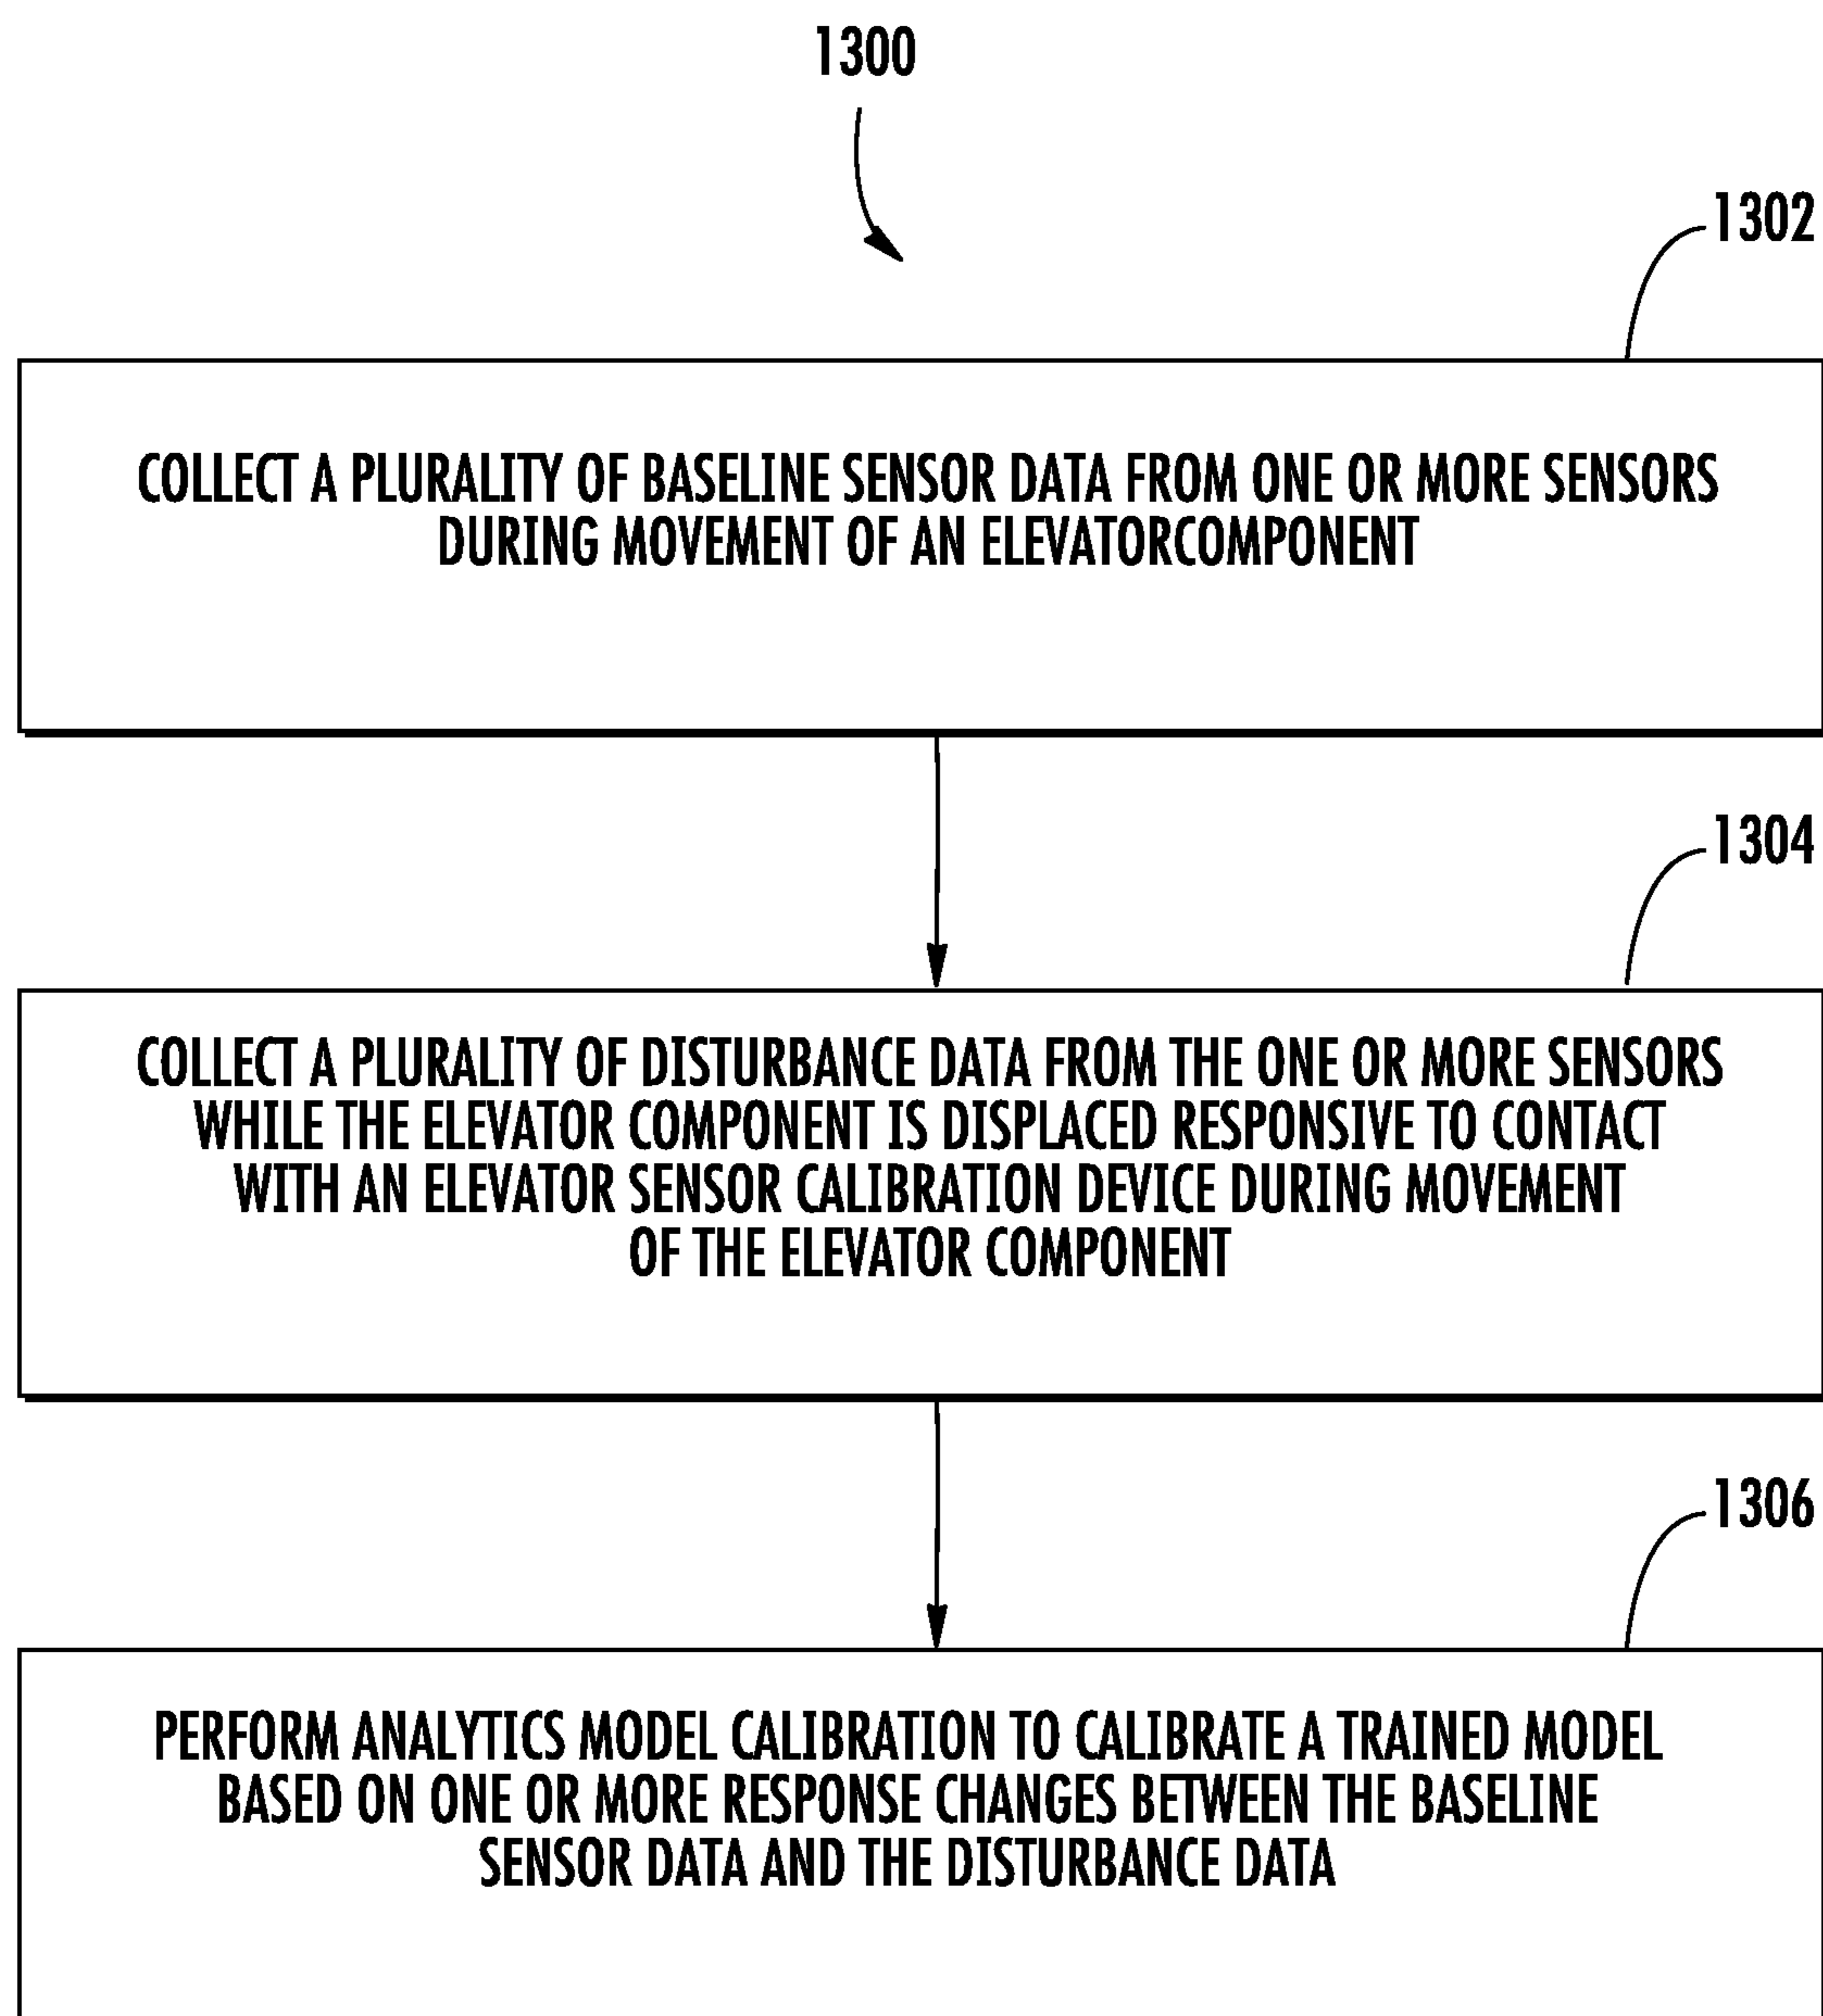 1300
1302
COLLECT A PLURALITY OF BASELINE SENSOR DATA FROM ONE OR MORE SENSORS
DURING MOVEMENT OF AN ELEVATORCOMPONENT
1304
COLLECT A PLURALITY OF DISTURBANCE DATA FROM THE ONE OR MORE SENSORS
WHILE THE ELEVATOR COMPONENT IS DISPLACED RESPONSIVE TO CONTACT
WITH AN ELEVATOR SENSOR CALIBRATION DEVICE DURING MOVEMENT
OF THE ELEVATOR COMPONENT
1306
PERFORM ANALYTICS MODEL CALIBRATION TO CALIBRATE A TRAINED MODEL
BASED ON ONE OR MORE RESPONSE CHANGES BETWEEN THE BASELINE
SENSOR DATA AND THE DISTURBANCE DATA